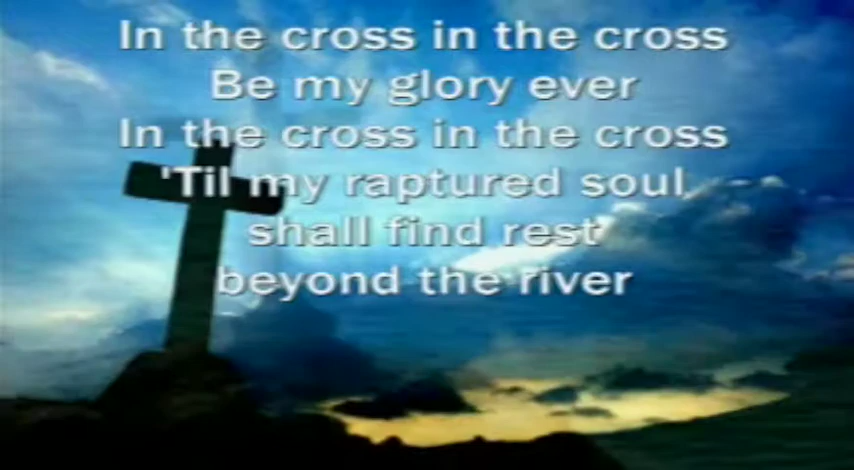 In the cross in the cross
Be my glory ever
In the cross in the cross
'Til my raptured soul
shall find rest
beyond the river